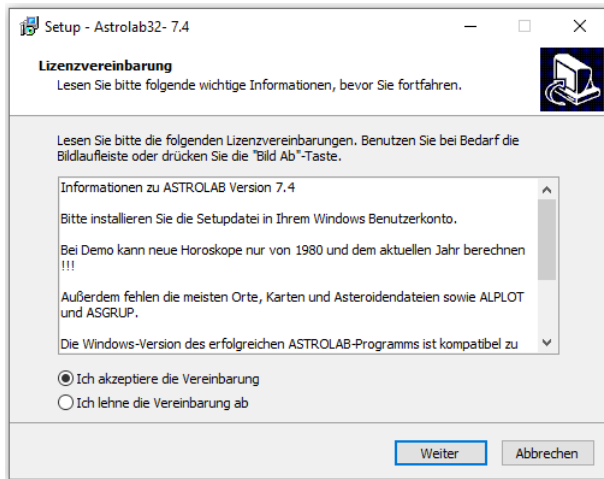 Setup - Astrolab32- 7.4
Lizenzvereinbarung
Lesen Sie bitte folgende wichtige Informationen, bevor Sie fortfahren.
Lesen Sie bitte die folgenden Lizenzvereinbarungen. Benutzen Sie bei Bedarf die
Bildlaufleiste oder drücken Sie die "Bild Ab"-Taste.
Informationen zu ASTROLAB Version 7.4
Bitte installieren Sie die Setupdatei in Ihrem Windows Benutzerkonto.
Bei Demo kann neue Horoskope nur von 1980 und dem aktuellen Jahr berechnen
!!!
Außerdem fehlen die meisten Orte, Karten und Asteroidendateien sowie ALPLOT
und ASGRUP.
Die Windows-Version des erfolgreichen ASTROLAB-Programms ist kompatibel zu
Ich akzeptiere die Vereinbarung
Ich lehne die Vereinbarung ab
Weiter
Abbrechen